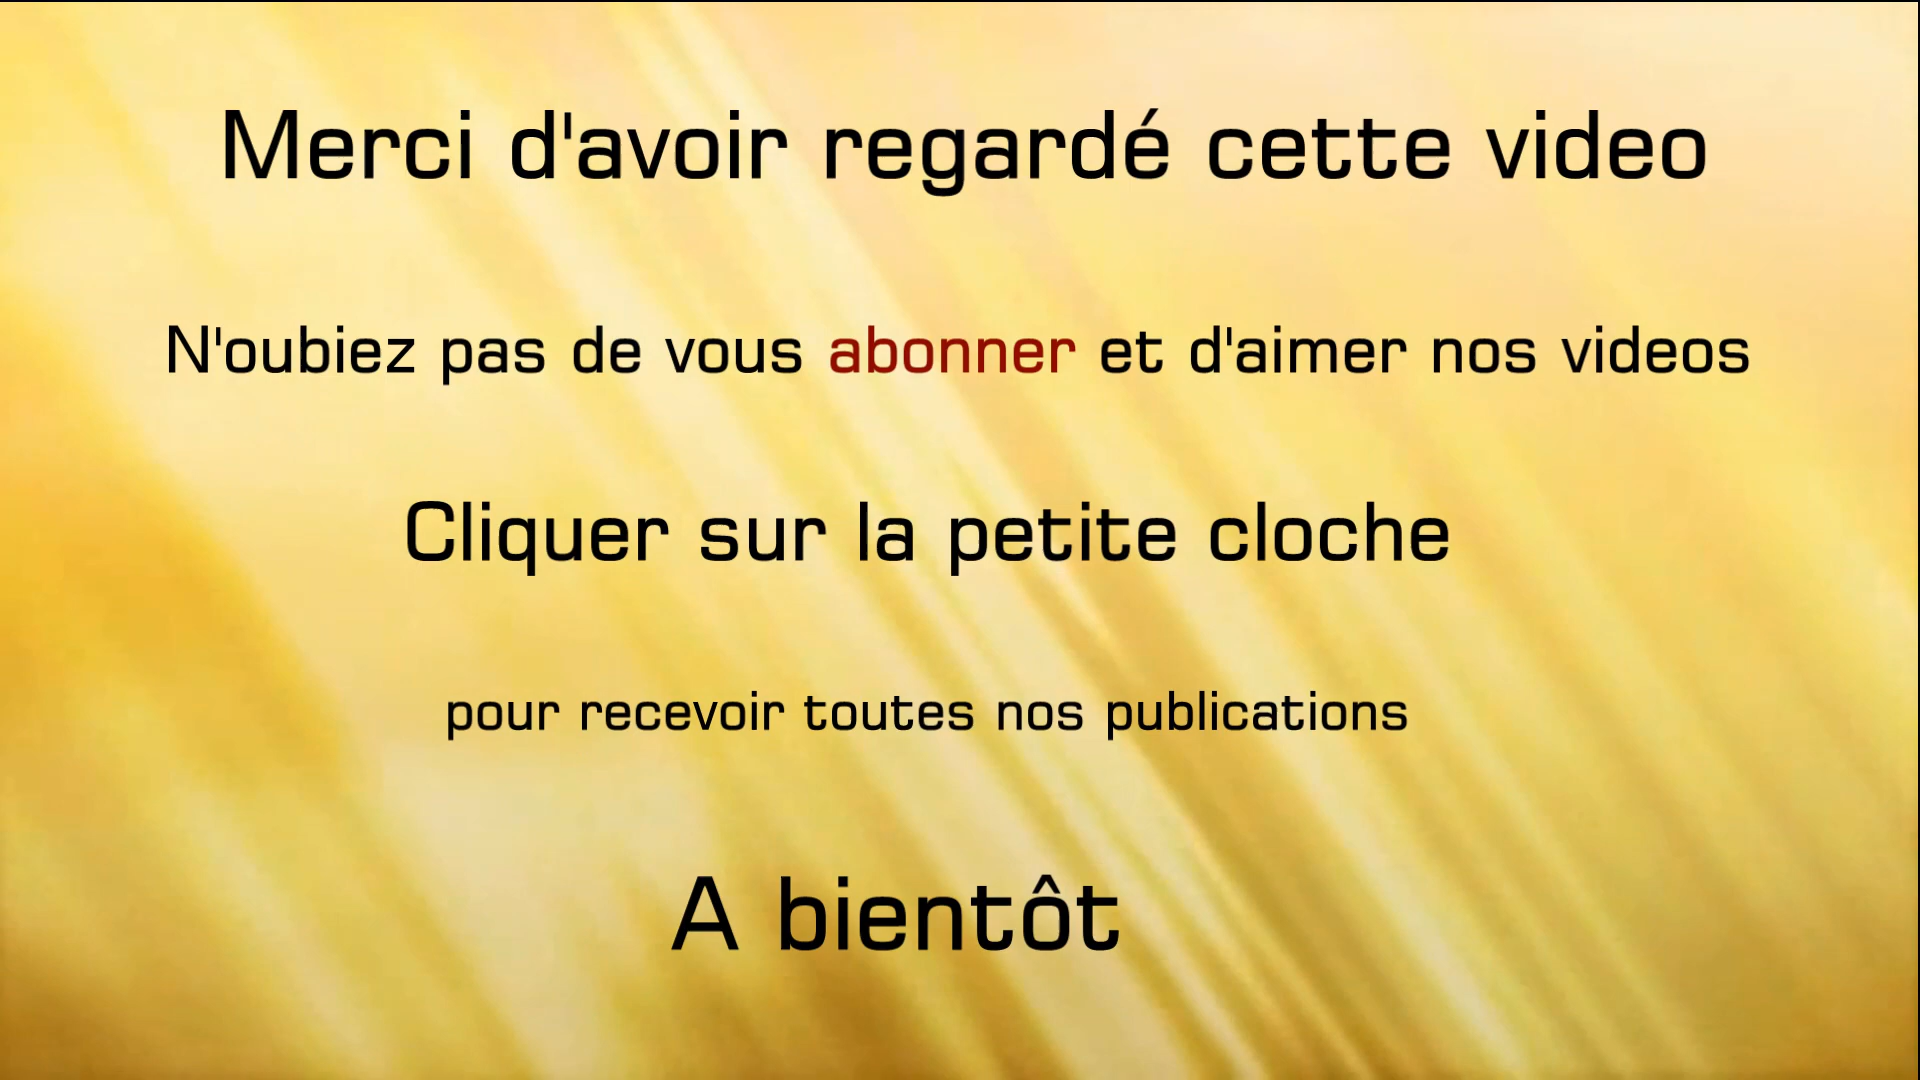 Merci d'avoir regardé cette video
N'oubiez pas de vous abonner et d'aimer nos videos
Cliquer sur la petite cloche
pour recevoir toutes nos publications
A bientôt